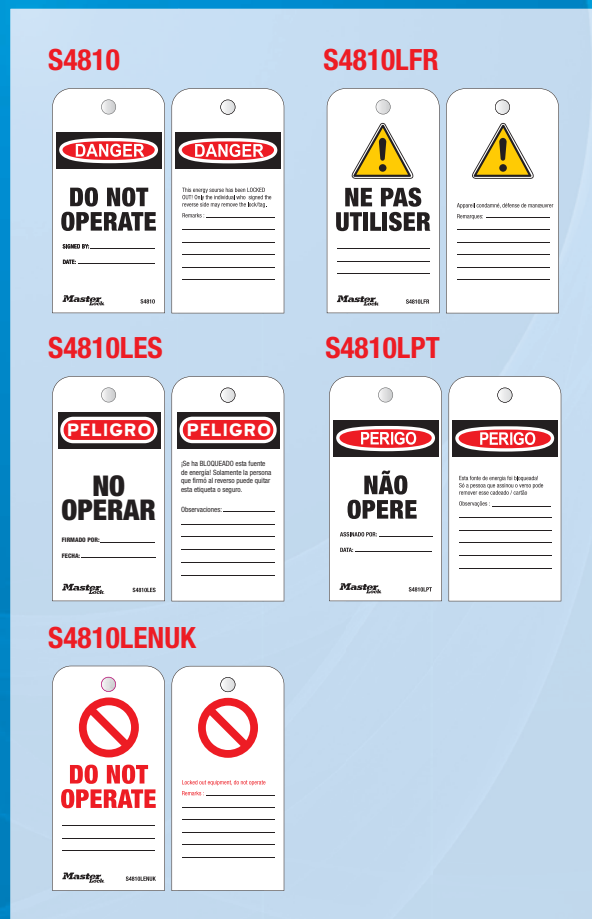 S4810
DANGER
DO NOT
OPERATE
SIGNED BY:
DATE:
Master Lock
S4810
DANGER
This energy sourse has been LOCKED
OUT! Only the individual who signed the
reverse side may remove the lock/tag.
Remarks :
S4810LFR
NE PAS
UTILISER
Master Lock
S4810LFR
Appareil condamné, défense de manœuvrer
Remarques:
S4810LES
PELIGRO
NO
OPERAR
FIRMADO POR:
FECHA:
Master Lock
S4810LES
PELIGRO
¡Se ha BLOQUEADO esta fuente
de energía! Solamente la persona
que firmó al reverso puede quitar
esta etiqueta o seguro.
Observaciones:
S4810LPT
PERIGO
NÃO
OPERE
ASSINADO POR:
DATA:
Master Lock
S4810LPT
PERIGO
Esta fonte de energia foi bloqueada!
Só a pessoa que assinou o verso pode
remover esse cadeado / cartão
Observações :
S4810LENUK
DO NOT
OPERATE
Master Lock
S4810LENUK
Locked out equipment, do not operate
Remarks :